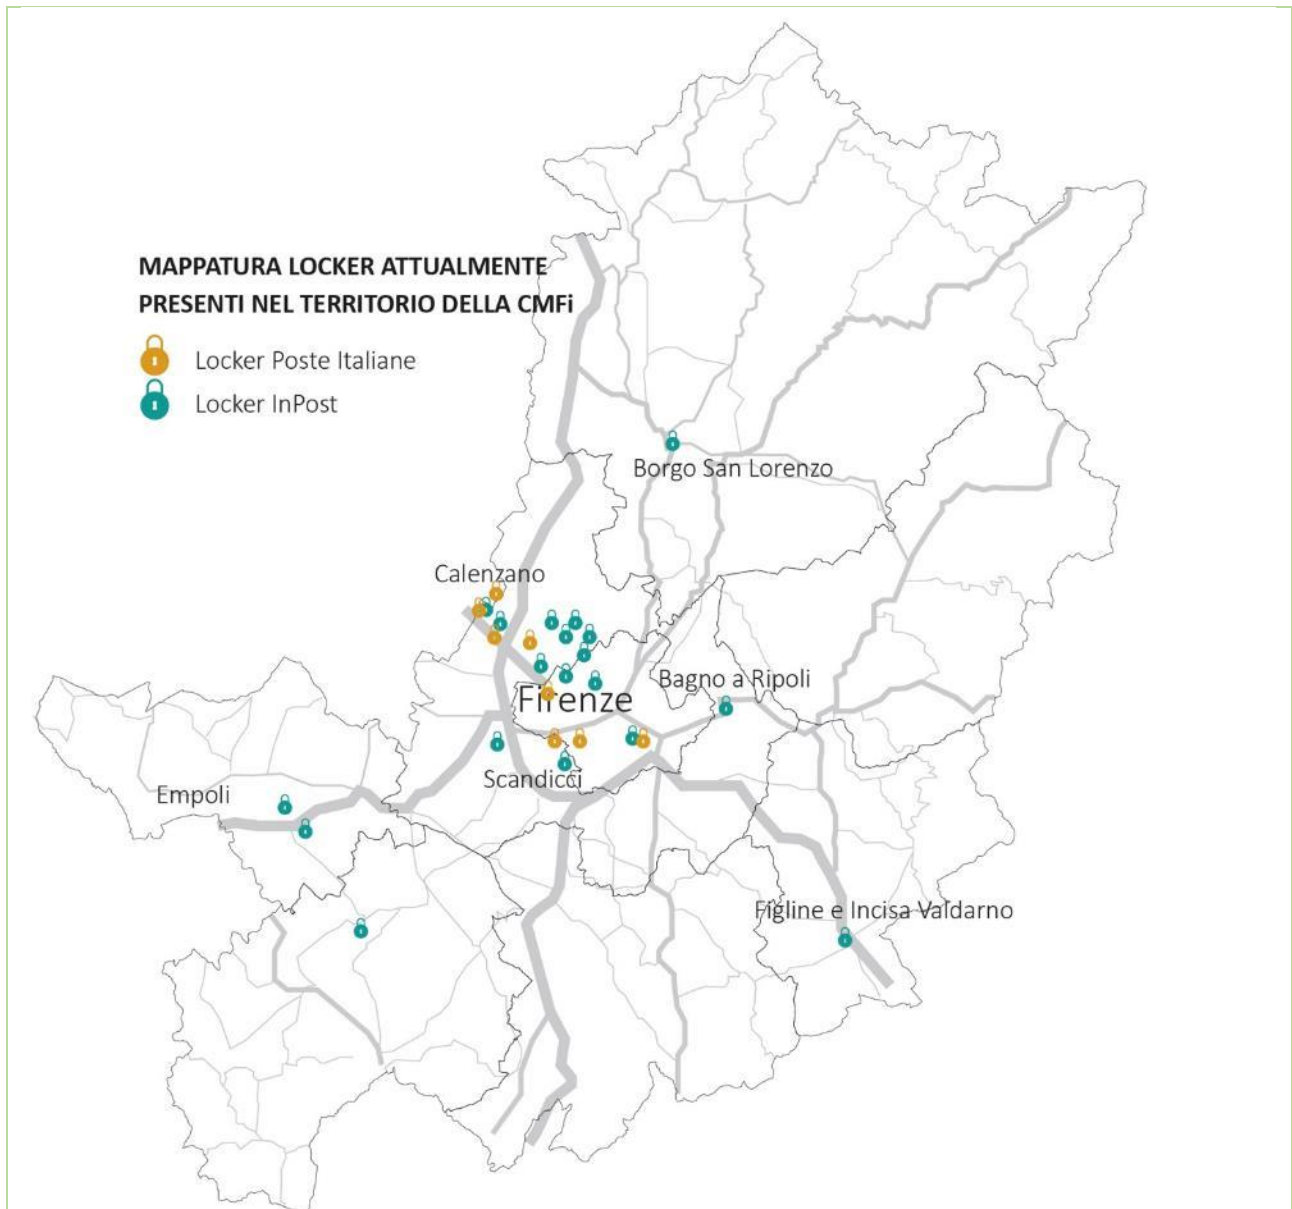 MAPPATURA LOCKER ATTUALMENTE
PRESENTI NEL TERRITORIO DELLA CMFi
Locker Poste Italiane
Locker InPost
Borgo San Lorenzo
Calenzano
Bagno a Ripoli
Firenze
Scandicci
Empoli
Figline e Incisa Valdarno